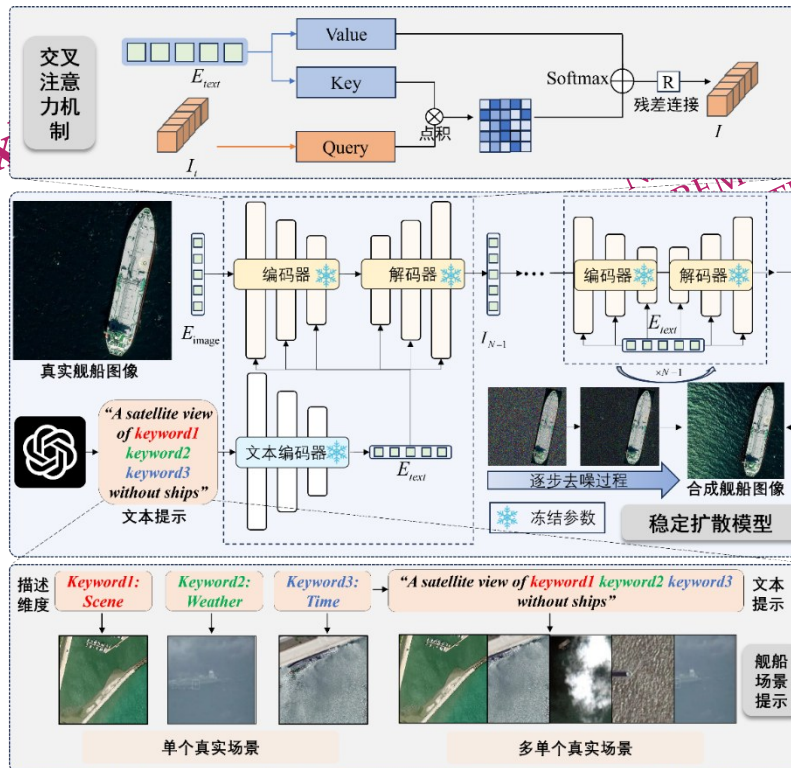 交叉
注意
力机
制
E_text
I_t
Value
Key
Query
点积
Softmax
R
残差连接
I
真实舰船图像
E_image
编码器
解码器
I_{N-1}
...
编码器
解码器
E_text
×N−1
“A satellite view
of keyword1
keyword2
keyword3
without ships”
文本提示
文本编码器
E_text
逐步去噪过程
合成舰船图像
冻结参数
稳定扩散模型
描述
维度
Keyword1:
Scene
Keyword2:
Weather
Keyword3:
Time
“A satellite view of keyword1 keyword2 keyword3
without ships”
文本
提示
舰船
场景
提示
单个真实场景
多单个真实场景